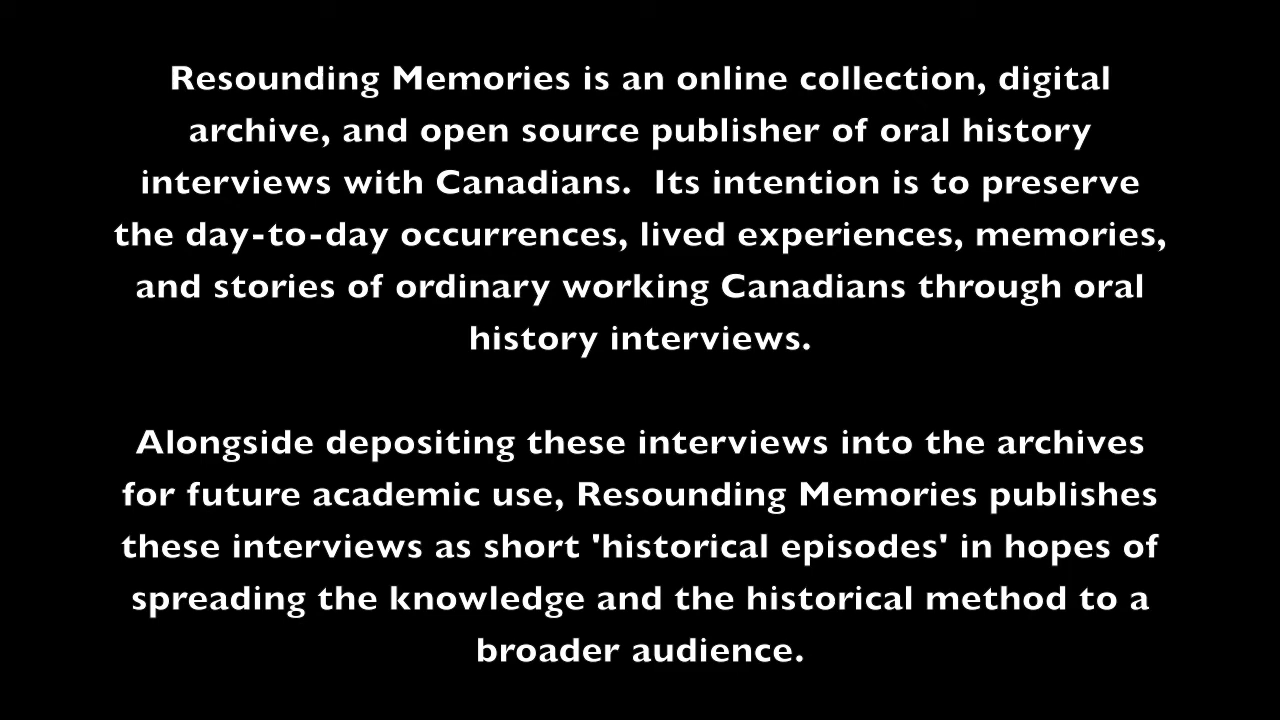 Resounding Memories is an online collection, digital
archive, and open source publisher of oral history
interviews with Canadians.  Its intention is to preserve
the day-to-day occurrences, lived experiences, memories,
and stories of ordinary working Canadians through oral
history interviews.
Alongside depositing these interviews into the archives
for future academic use, Resounding Memories publishes
these interviews as short 'historical episodes' in hopes of
spreading the knowledge and the historical method to a
broader audience.